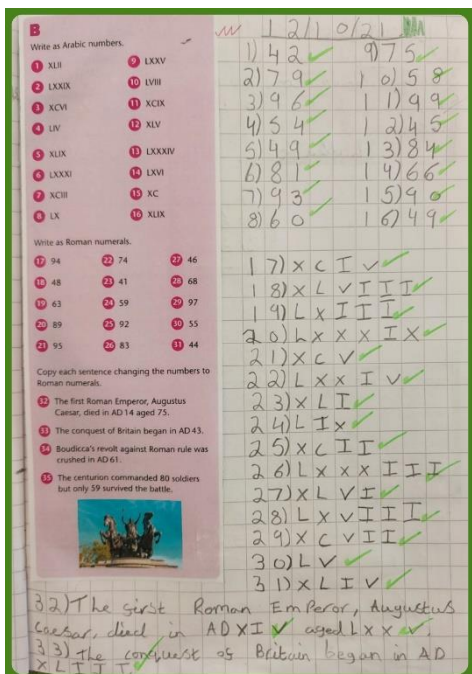 B
Write as Arabic numbers.
1 XLII
2 LXXIX
3 XCVI
4 LIV
5 XLIX
6 LXXXI
7 XCIII
8 LX
9 LXXV
10 LVIII
11 XCIX
12 XLV
13 LXXXIV
14 LXVI
15 XC
16 XLIX
Write as Roman numerals.
17 94
18 48
19 63
20 89
21 95
22 74
23 41
24 59
25 92
26 83
27 46
28 68
29 97
30 55
31 44
Copy each sentence changing the numbers to
Roman numerals.
32 The first Roman Emperor, Augustus
Caesar, died in AD 14 aged 75.
33 The conquest of Britain began in AD 43.
34 Boudicca's revolt against Roman rule was
crushed in AD 61.
35 The centurion commanded 80 soldiers
but only 59 survived the battle.
12/10/21
1) 42
2) 79
3) 96
4) 54
5) 49
6) 81
7) 93
8) 60
9) 75
10) 58
11) 99
12) 45
13) 84
14) 66
15) 90
16) 49
17) XCIV
18) XLVIII
19) LXIII
20) LXXXIX
21) XCV
22) LXXIV
23) XLI
24) LIX
25) XCII
26) LXXXIII
27) XLVI
28) LXVIII
29) XCVII
30) LV
31) XLIV
32) The first Roman Emperor, Augustus
Caesar, died in AD XIV aged LXXV.
33) The conquest of Britain began in AD
XLIII.